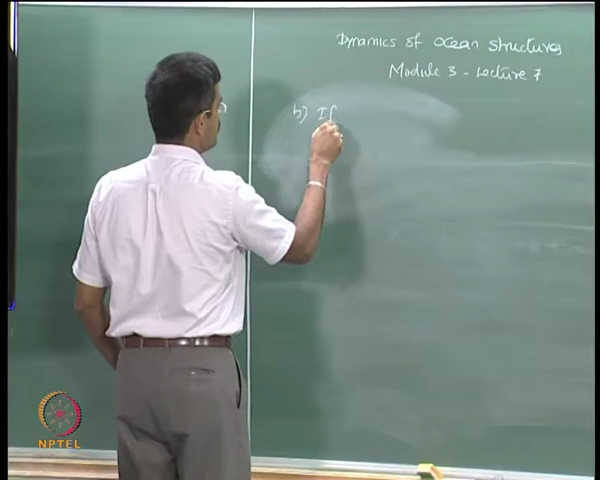 Dynamics of ocean structures
Module 3 - Lecture 7
b) If
NPTEL